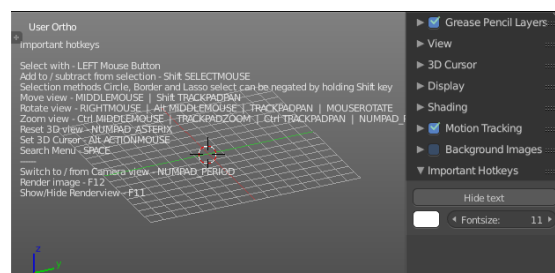 User Ortho
Important hotkeys
Select with - LEFT Mouse Button
Add to / subtract from selection - Shift SELECTMOUSE
Selection methods Circle, Border and Lasso select can be negated by holding Shift key
Move view - MIDDLEMOUSE | Shift TRACKPADPAN
Rotate view - RIGHTMOUSE | Alt MIDDLEMOUSE | TRACKPADPAN | MOUSEROTATE
Zoom view - Ctrl MIDDLEMOUSE | TRACKPADZOOM | Ctrl TRACKPADPAN | NUMPAD_
Reset 3D view - NUMPAD_ASTERIX
Set 3D Cursor - Alt ACTIONMOUSE
Search Menu - SPACE
-----
Switch to / from Camera view - NUMPAD_PERIOD
Render image - F12
Show/Hide Renderview - F11
z
y
Grease Pencil Layers
View
3D Cursor
Display
Shading
Motion Tracking
Background Images
Important Hotkeys
Hide text
Fontsize: 11